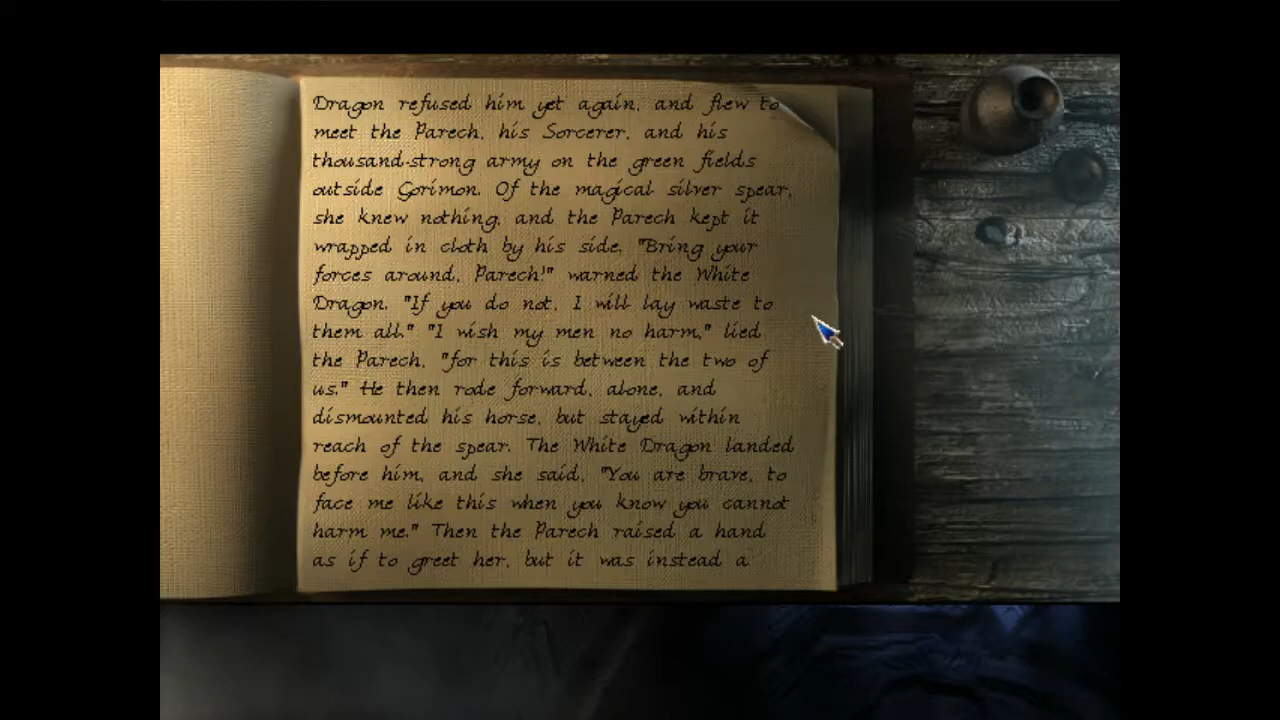 Dragon refused him yet again, and flew to
meet the Parech, his Sorcerer, and his
thousand-strong army on the green fields
outside Gorimon. Of the magical silver spear,
she knew nothing, and the Parech kept it
wrapped in cloth by his side. "Bring your
forces around, Parech!" warned the White
Dragon. "If you do not, I will lay waste to
them all." "I wish my men no harm," lied
the Parech, "for this is between the two of
us." He then rode forward, alone, and
dismounted his horse, but stayed within
reach of the spear. The White Dragon landed
before him, and she said, "You are brave, to
face me like this when you know you cannot
harm me." Then the Parech raised a hand
as if to greet her, but it was instead a